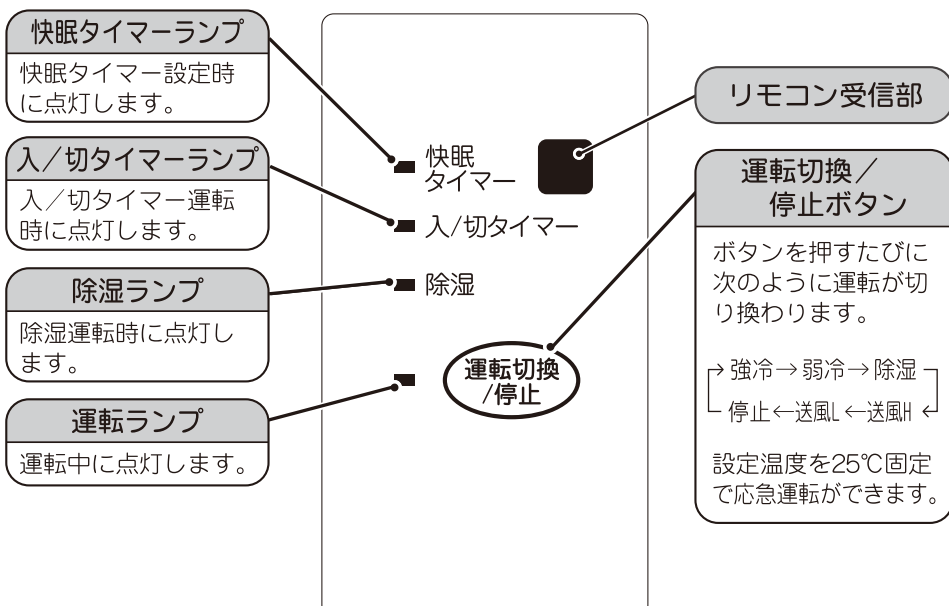 快眠タイマーランプ
快眠タイマー設定時
に点灯します。
入／切タイマーランプ
入／切タイマー運転
時に点灯します。
除湿ランプ
除湿運転時に点灯し
ます。
運転ランプ
運転中に点灯します。
快眠
タイマー
入/切タイマー
除湿
運転切換
/停止
リモコン受信部
運転切換／
停止ボタン
ボタンを押すたびに
次のように運転が切
り換わります。
→強冷→弱冷→除湿
停止←送風L←送風H←
設定温度を25℃固定
で応急運転ができます。